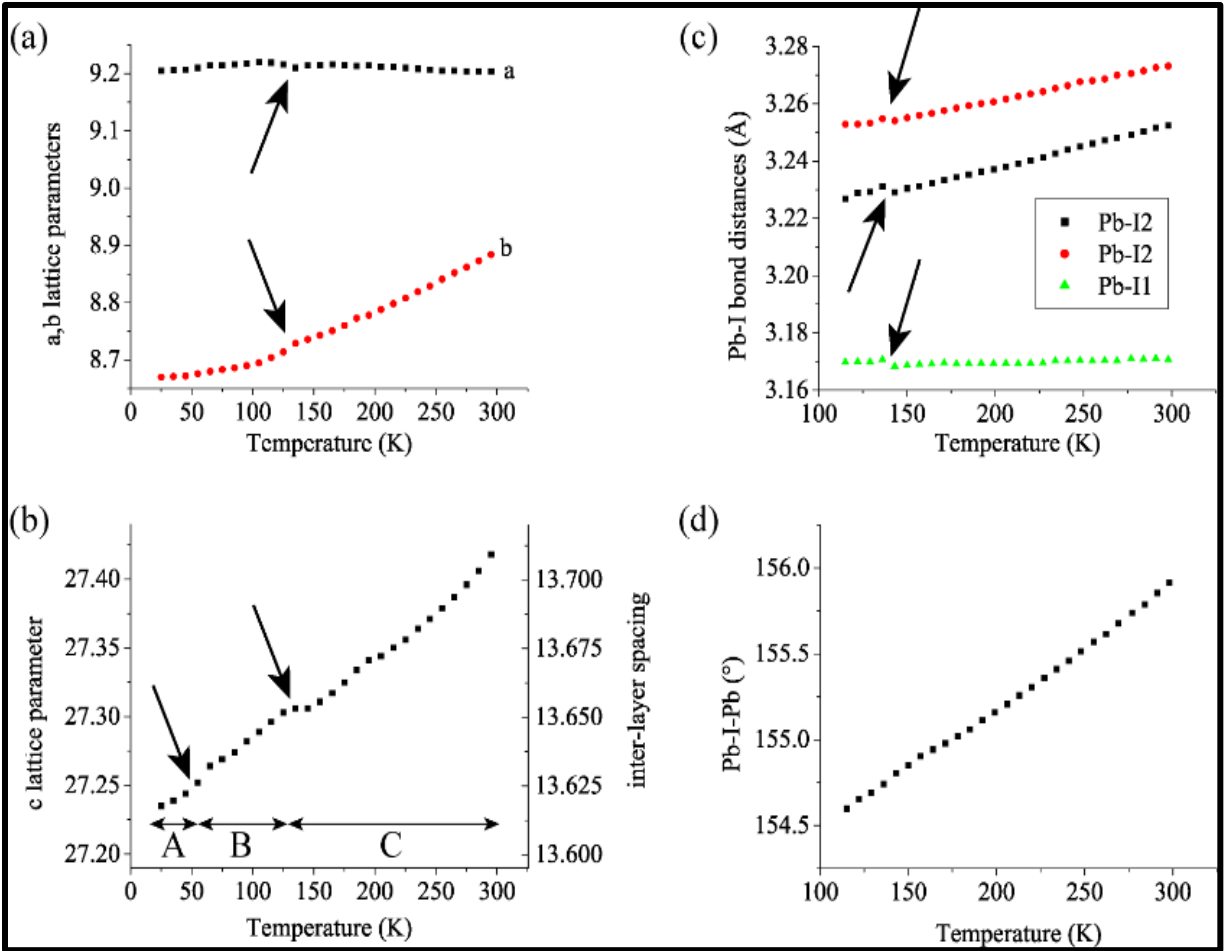 (a)
9.2
9.1
9.0
8.9
8.8
8.7
a
b
a,b lattice parameters
0 50 100 150 200 250 300
Temperature (K)
(c)
3.28
3.26
3.24
3.22
3.20
3.18
3.16
Pb-I bond distances (Å)
Pb-I2
Pb-I2
Pb-I1
100 150 200 250 300
Temperature (K)
(b)
27.40
27.35
27.30
27.25
27.20
c lattice parameter
13.700
13.675
13.650
13.625
13.600
inter-layer spacing
A B C
0 50 100 150 200 250 300
Temperature (K)
(d)
156.0
155.5
155.0
154.5
Pb-I-Pb (°)
100 150 200 250 300
Temperature (K)